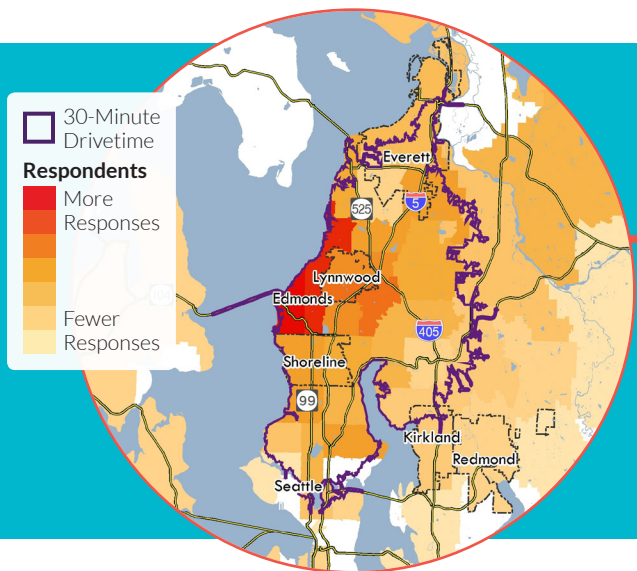 30-Minute
Drivetime
Respondents
More
Responses
Fewer
Responses
Everett
525
5
Lynnwood
Edmonds
405
Shoreline
99
Kirkland
Redmond
Seattle